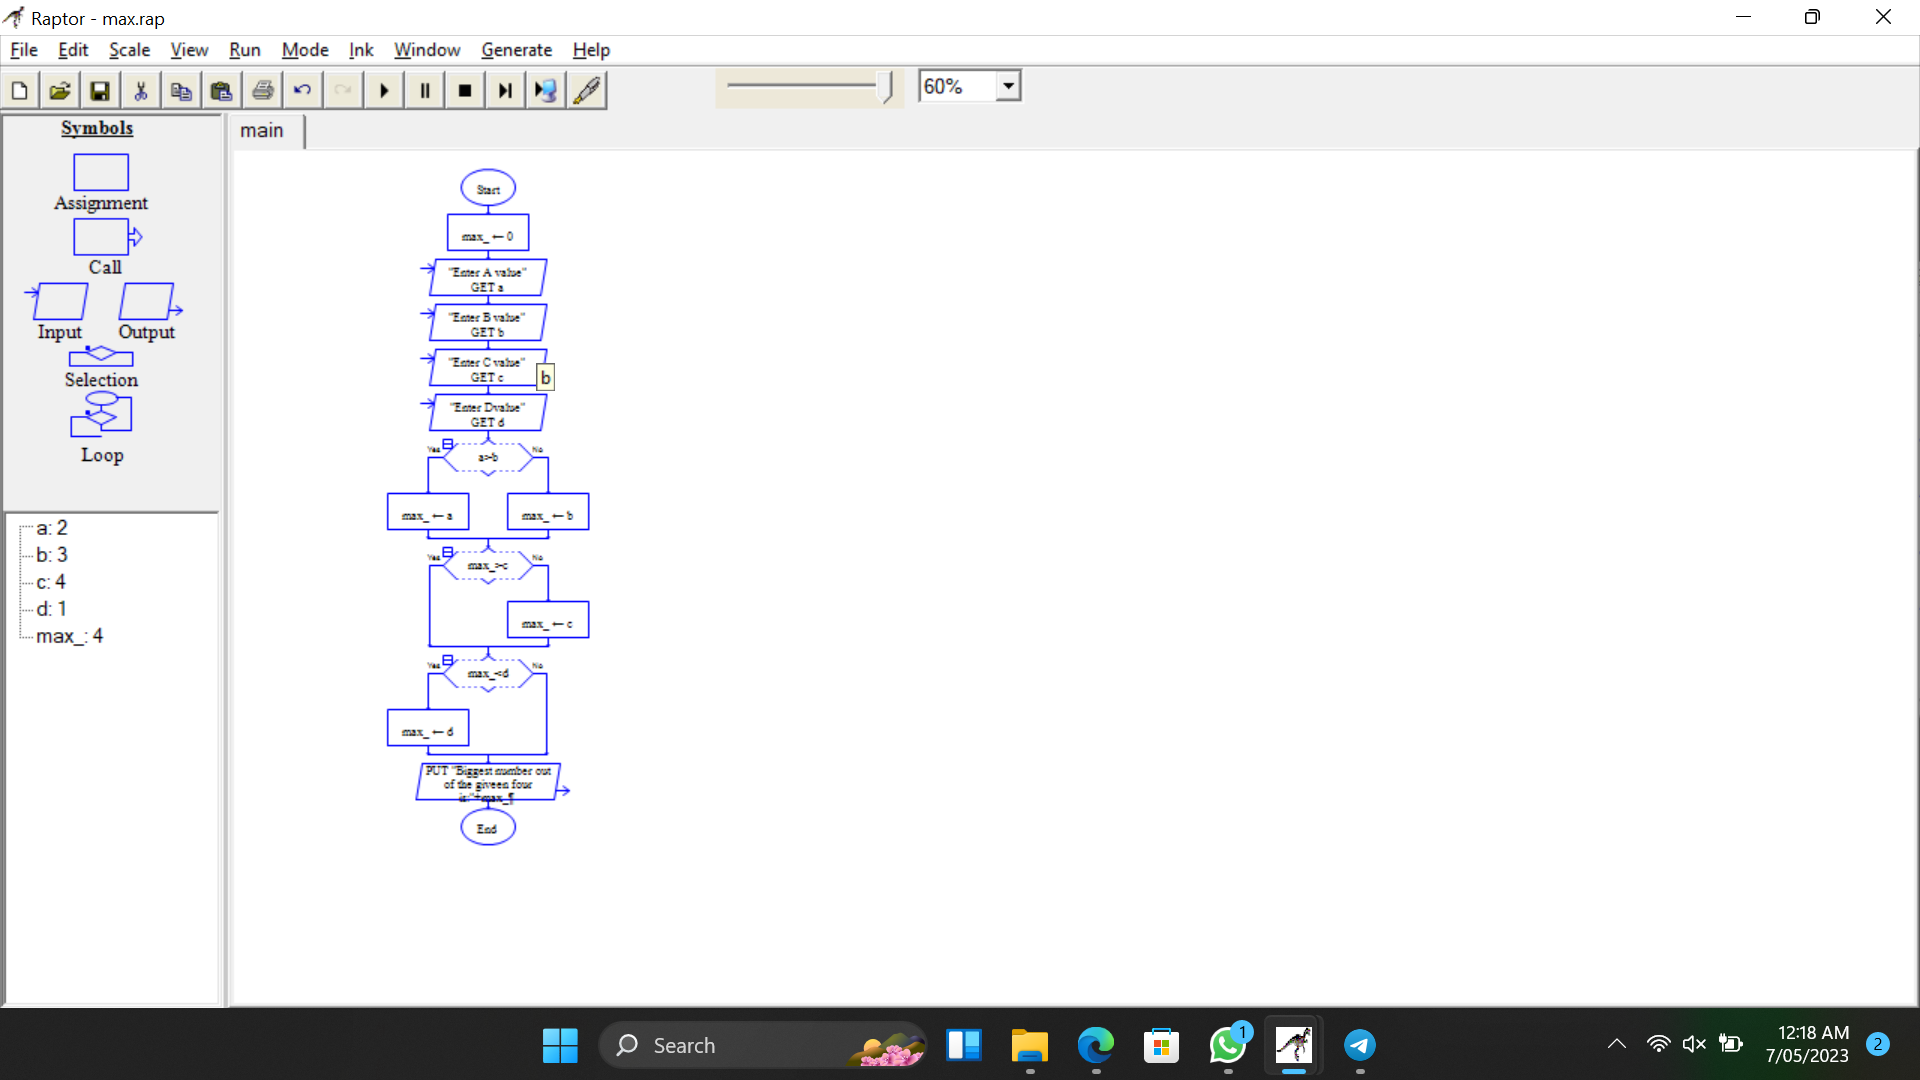 Raptor - max.rap
File Edit Scale View Run Mode Ink Window Generate Help
60%
Symbols
Assignment
Call
Input Output
Selection
Loop
a: 2
b: 3
c: 4
d: 1
max_: 4
main
Start
max_ ← 0
"Enter A value"
GET a
"Enter B value"
GET b
"Enter C value"
GET c
b
"Enter Dvalue"
GET d
Yes No
a>b
max_ ← a max_ ← b
Yes No
max_>c
max_ ← c
Yes No
max_<d
max_ ← d
PUT "Biggest number out
of the giveen four
is:"+max_¶
End
Search
1
12:18 AM
7/05/2023
2